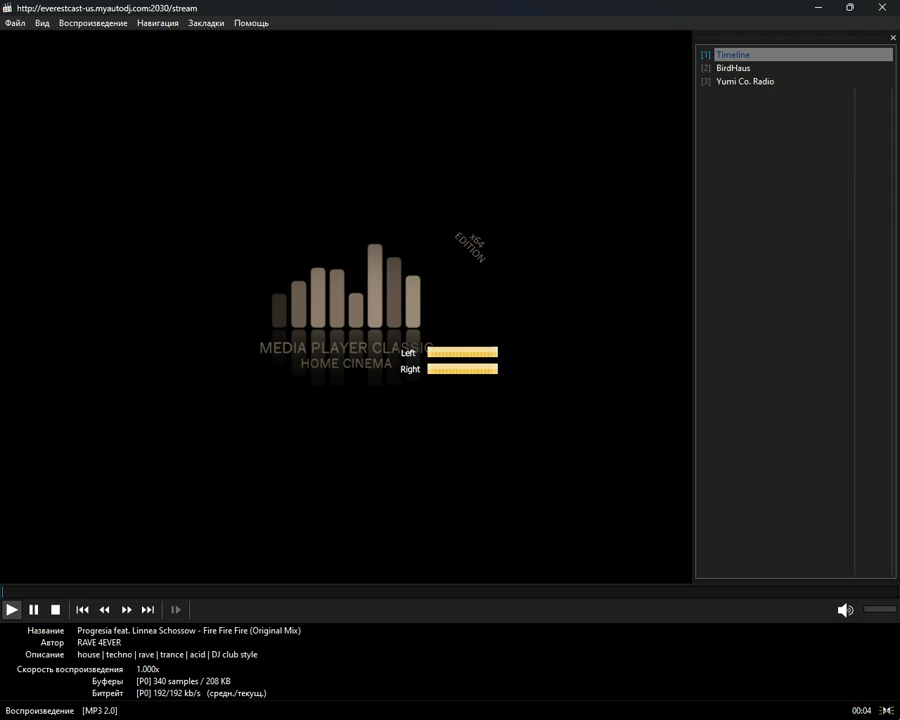 http://everestcast-us.myautodj.com:2030/stream
Файл Вид Воспроизведение Навигация Закладки Помощь
[1] Timeline
[2] BirdHaus
[3] Yumi Co. Radio
x64
EDITION
MEDIA PLAYER CLASSIC
HOME CINEMA
Left
Right
Название Progresia feat. Linnea Schossow - Fire Fire Fire (Original Mix)
Автор RAVE 4EVER
Описание house | techno | rave | trance | acid | DJ club style
Скорость воспроизведения 1.000x
Буферы [P0] 340 samples / 208 KB
Битрейт [P0] 192/192 kb/s (средн./текущ.)
Воспроизведение [MP3 2.0] 00:04